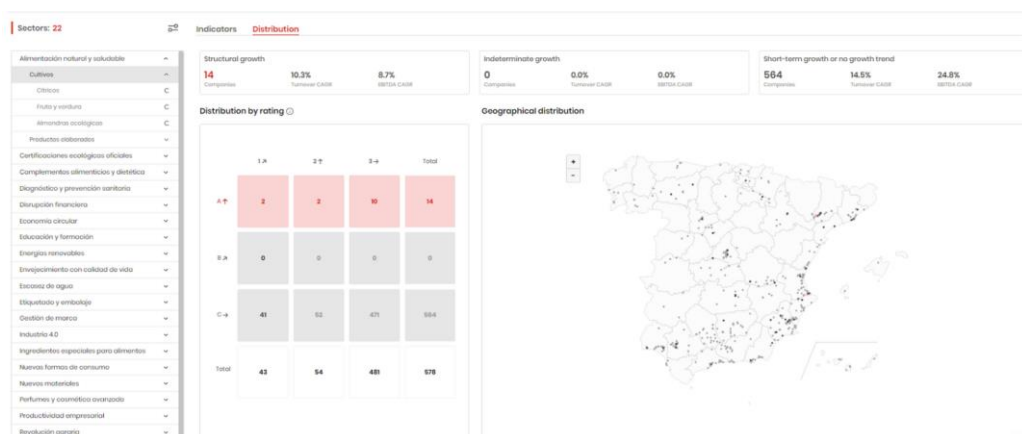 Sectors: 22
Indicators Distribution
Alimentación natural y saludable
Cultivos
Cítricos C
Fruta y verdura C
Almendras ecológicas C
Productos elaborados
Certificaciones ecológicas oficiales
Complementos alimenticios y dietética
Diagnóstico y prevención sanitaria
Disrupción financiera
Economía circular
Educación y formación
Energías renovables
Envejecimiento con calidad de vida
Escasez de agua
Etiquetado y embalaje
Gestión de marca
Industria 4.0
Ingredientes especiales para alimentos
Nuevas formas de consumo
Nuevos materiales
Perfumes y cosmética avanzada
Productividad empresarial
Revolución agraria
Structural growth
14 10.3% 8.7%
Companies Turnover CAGR EBITDA CAGR
Indeterminate growth
0 0.0% 0.0%
Companies Turnover CAGR EBITDA CAGR
Short-term growth or no growth trend
564 14.5% 24.8%
Companies Turnover CAGR EBITDA CAGR
Distribution by rating
1↗ 2↑ 3→ Total
A↑ 2 2 10 14
B↗ 0 0 0 0
C→ 41 52 471 564
Total 43 54 481 578
Geographical distribution
+
-